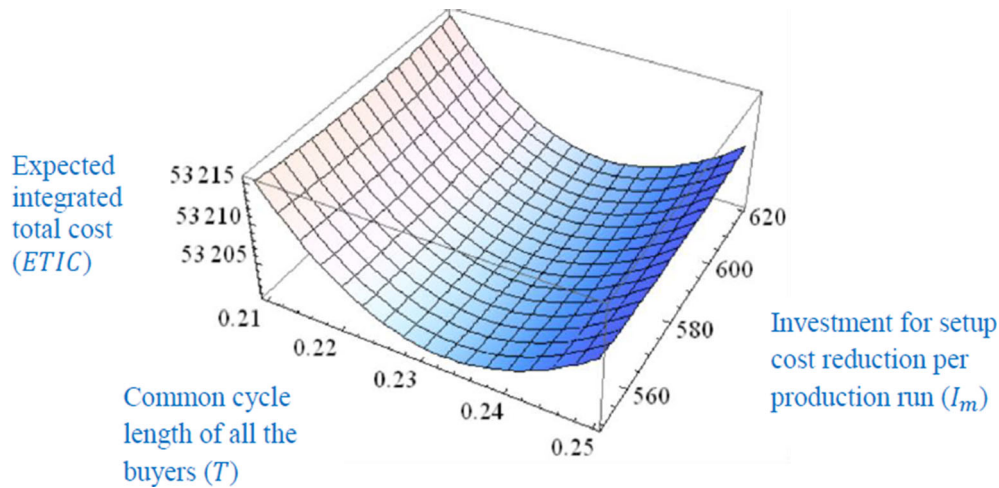 Expected
integrated
total cost
(ETIC)
53 215
53 210
53 205
0.21
0.22
0.23
0.24
0.25
Common cycle
length of all the
buyers (T)
620
600
580
560
Investment for setup
cost reduction per
production run (Im)